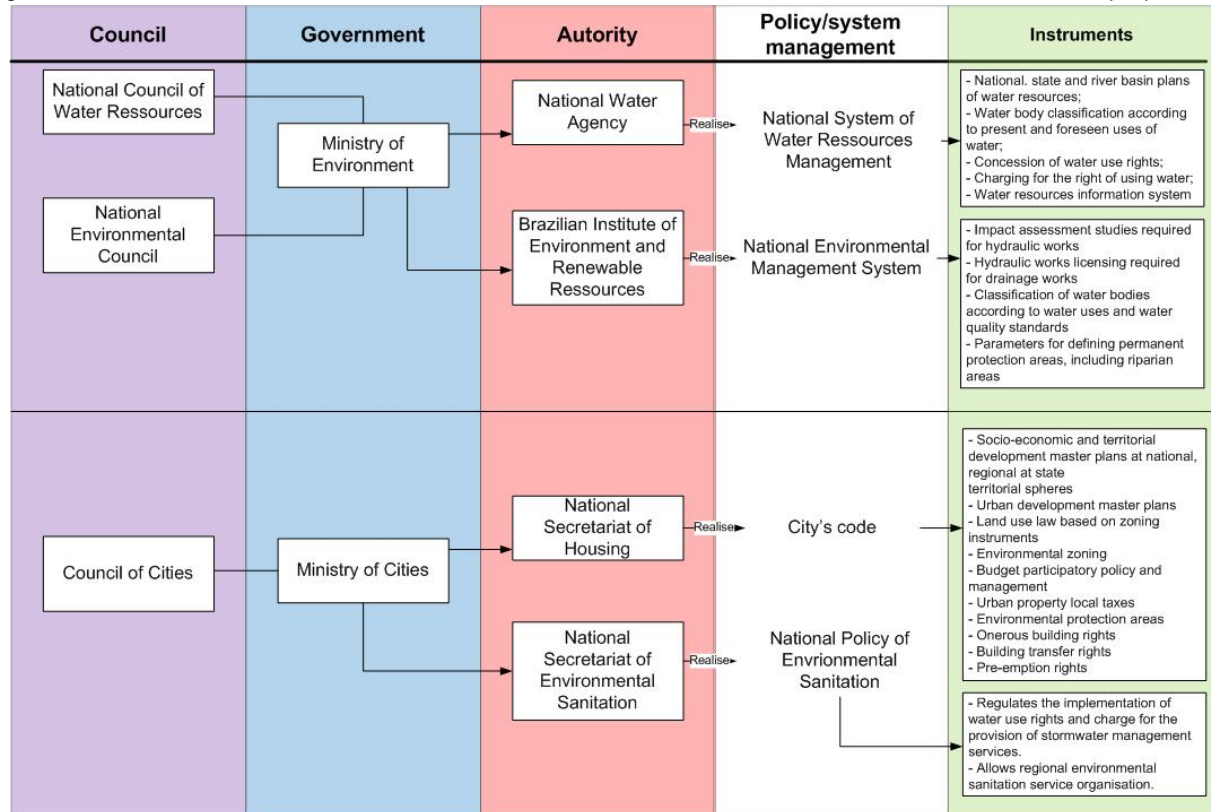 Council
Government
Autority
Policy/system
management
Instruments
National Council of
Water Ressources
National
Environmental
Council
Ministry of
Environment
National Water
Agency
Realise
National System of
Water Ressources
Management
- National. state and river basin plans
of water resources;
- Water body classification according
to present and foreseen uses of
water;
- Concession of water use rights;
- Charging for the right of using water;
- Water resources information system
Brazilian Institute of
Environment and
Renewable
Ressources
Realise
National Environmental
Management System
- Impact assessment studies required
for hydraulic works
- Hydraulic works licensing required
for drainage works
- Classification of water bodies
according to water uses and water
quality standards
- Parameters for defining permanent
protection areas, including riparian
areas
Council of Cities
Ministry of Cities
National
Secretariat of
Housing
Realise
City's code
- Socio-economic and territorial
development master plans at national,
regional at state
territorial spheres
- Urban development master plans
- Land use law based on zoning
instruments
- Environmental zoning
- Budget participatory policy and
management
- Urban property local taxes
- Environmental protection areas
- Onerous building rights
- Building transfer rights
- Pre-emption rights
National
Secretariat of
Environmental
Sanitation
Realise
National Policy of
Envrionmental
Sanitation
- Regulates the implementation of
water use rights and charge for the
provision of stormwater management
services.
- Allows regional environmental
sanitation service organisation.